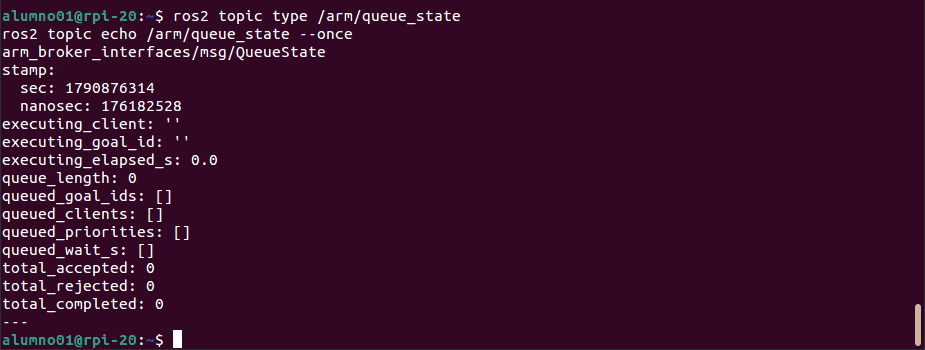 alumno01@rpi-20:~$ ros2 topic type /arm/queue_state
ros2 topic echo /arm/queue_state --once
arm_broker_interfaces/msg/QueueState
stamp:
  sec: 1790876314
  nanosec: 176182528
executing_client: ''
executing_goal_id: ''
executing_elapsed_s: 0.0
queue_length: 0
queued_goal_ids: []
queued_clients: []
queued_priorities: []
queued_wait_s: []
total_accepted: 0
total_rejected: 0
total_completed: 0
---
alumno01@rpi-20:~$